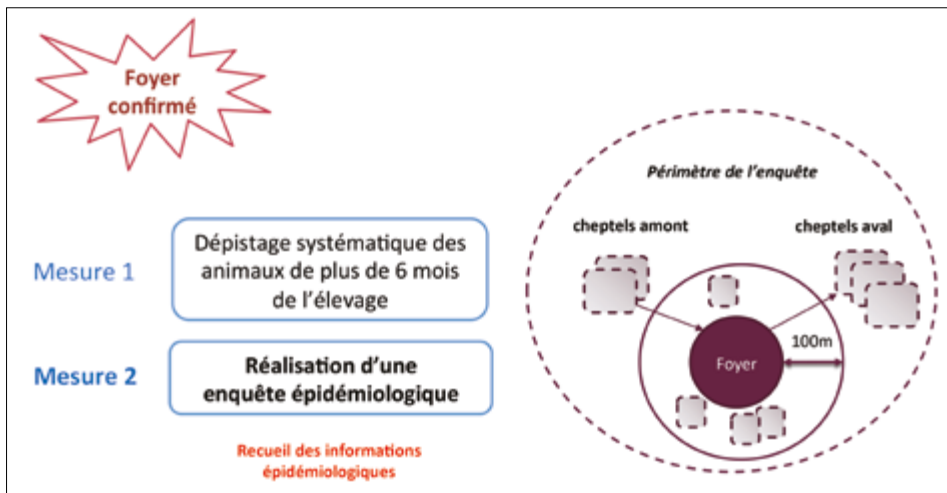 Foyer
confirmé
Mesure 1
Dépistage systématique des
animaux de plus de 6 mois
de l'élevage
Mesure 2
Réalisation d'une
enquête épidémiologique
Recueil des informations
épidémiologiques
Périmètre de l'enquête
cheptels amont
cheptels aval
100m
Foyer